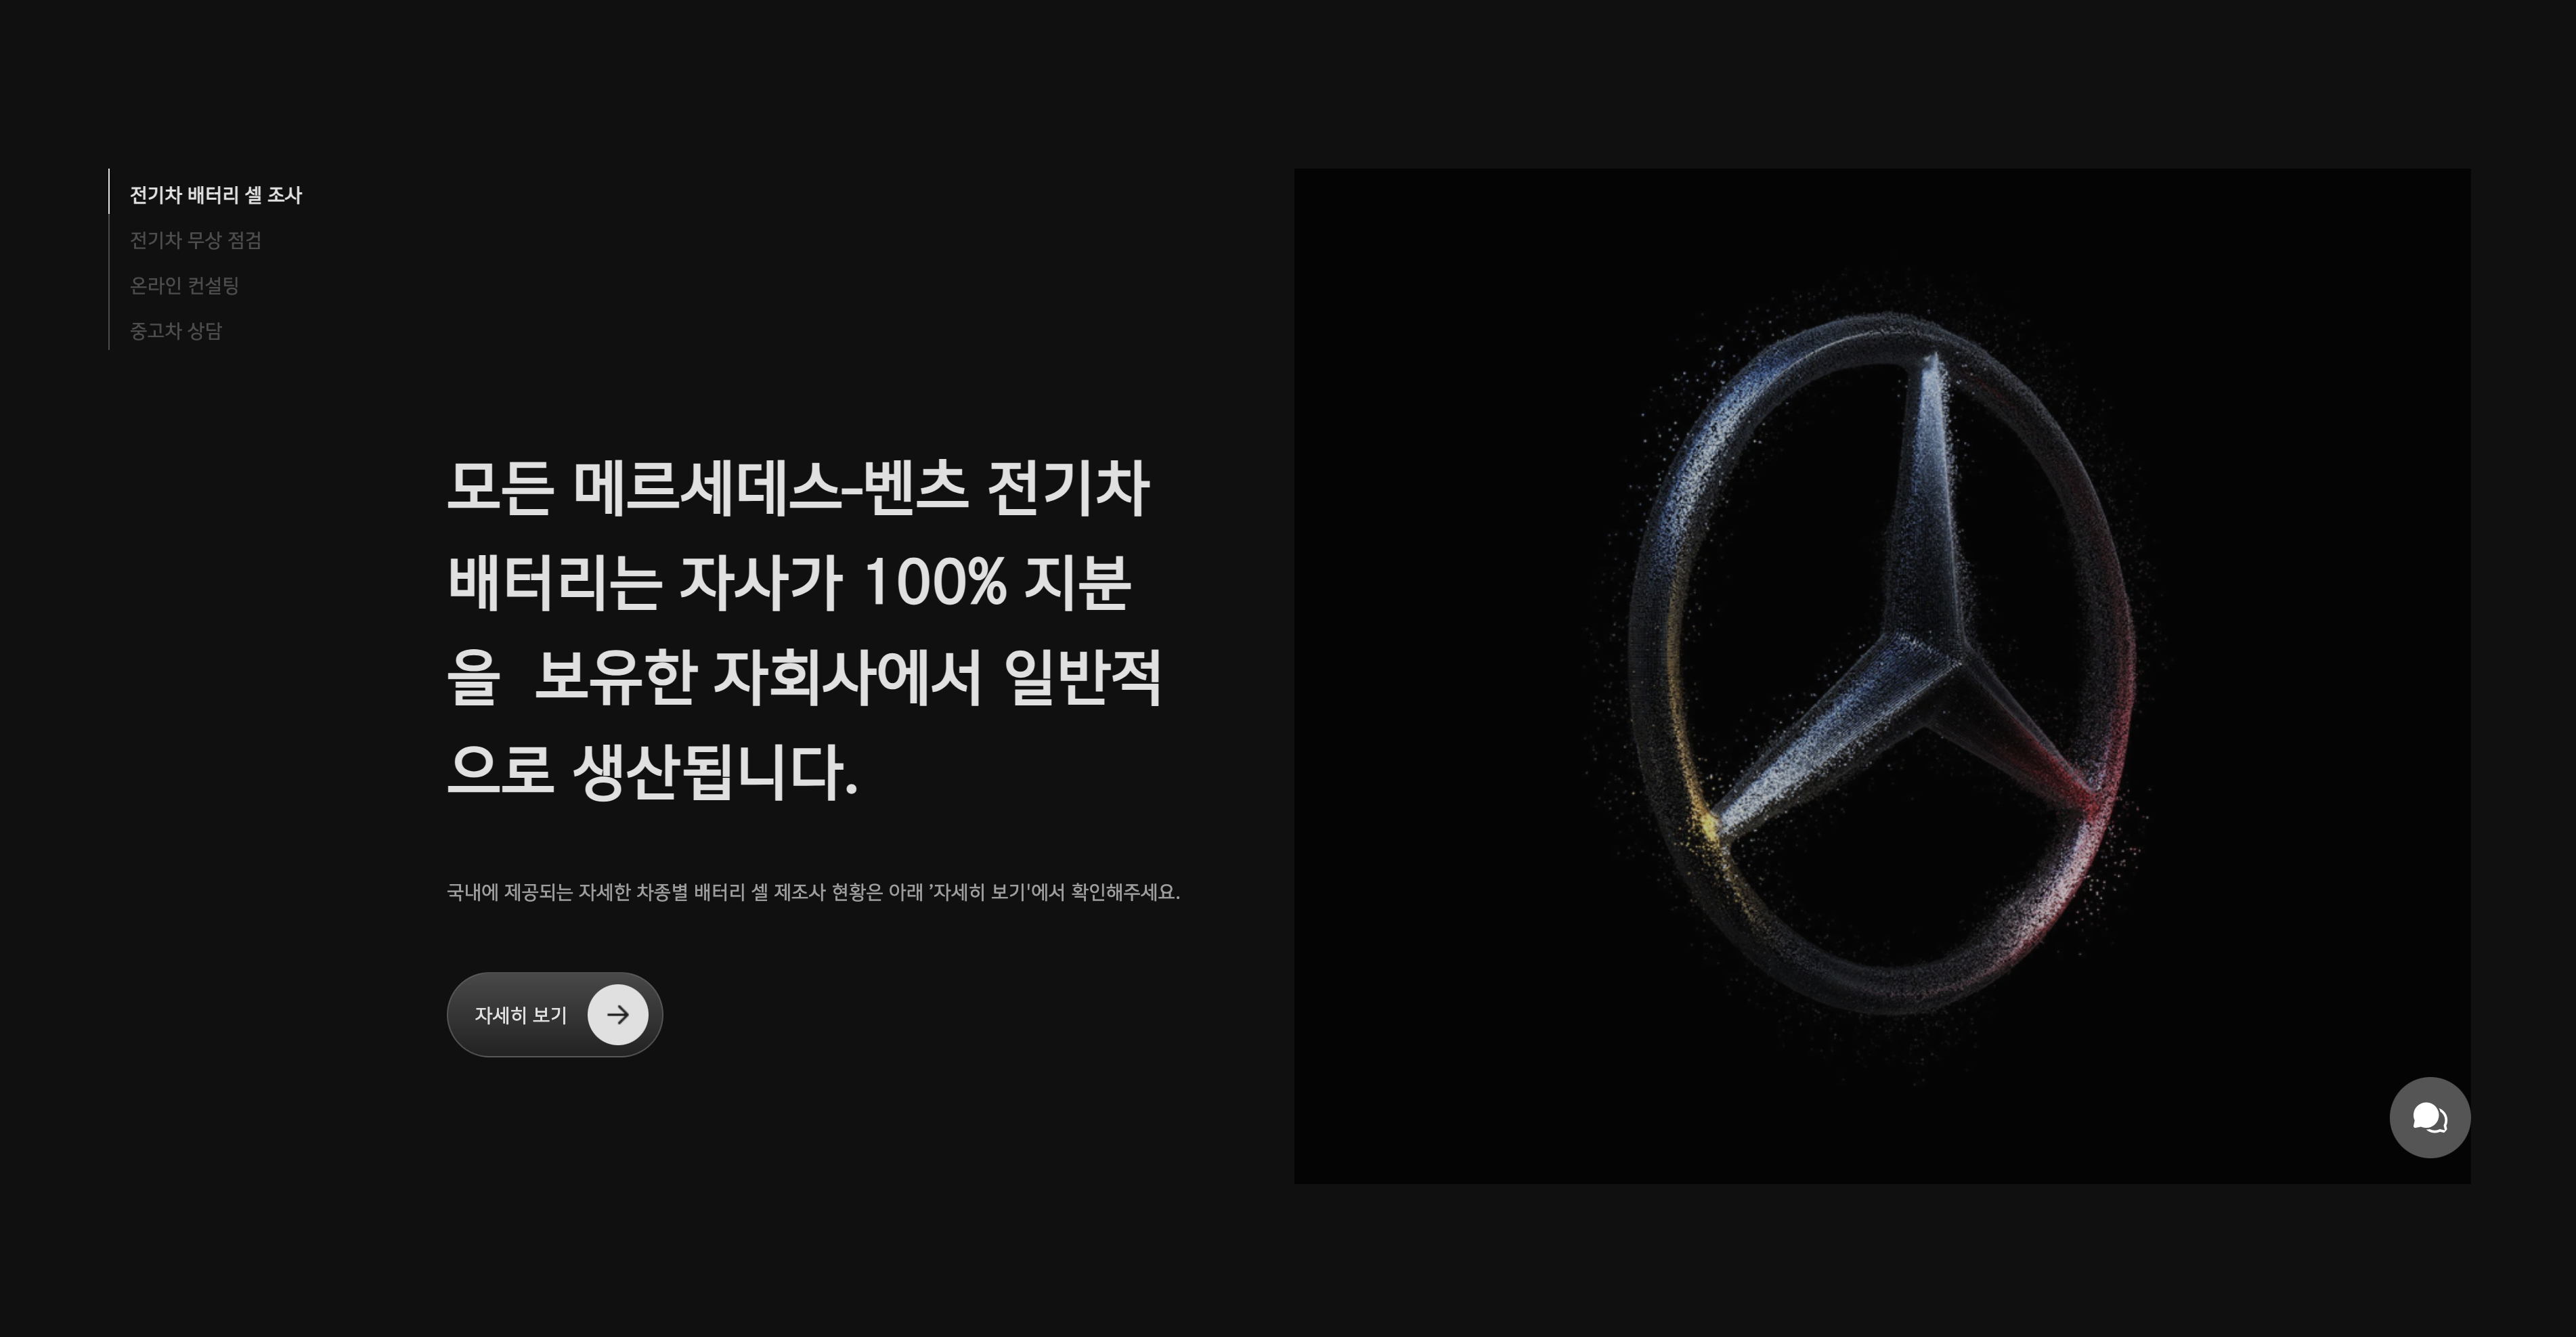 전기차 배터리 셀 조사
전기차 무상 점검
온라인 컨설팅
중고차 상담
모든 메르세데스-벤츠 전기차
배터리는 자사가 100% 지분
을  보유한 자회사에서 일반적
으로 생산됩니다.
국내에 제공되는 자세한 차종별 배터리 셀 제조사 현황은 아래 ’자세히 보기'에서 확인해주세요.
자세히 보기